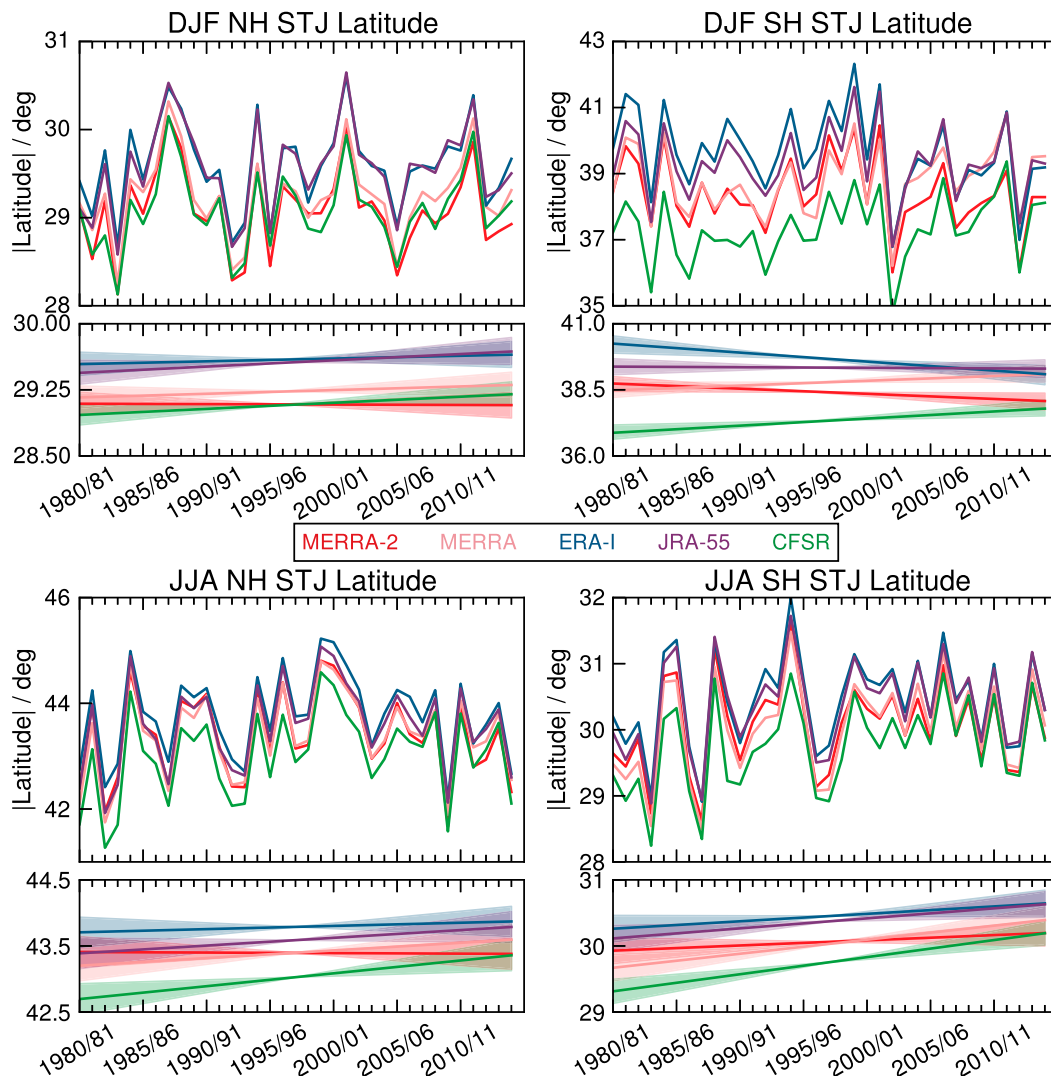 DJF NH STJ Latitude
DJF SH STJ Latitude
31
30
29
28
|Latitude| / deg
43
41
39
37
35
|Latitude| / deg
30.00
29.25
28.50
41.0
38.5
36.0
1980/81 1985/86 1990/91 1995/96 2000/01 2005/06 2010/11
1980/81 1985/86 1990/91 1995/96 2000/01 2005/06 2010/11
MERRA-2 MERRA ERA-I JRA-55 CFSR
JJA NH STJ Latitude
JJA SH STJ Latitude
46
44
42
|Latitude| / deg
32
31
30
29
28
|Latitude| / deg
44.5
43.5
42.5
31
30
29
1980/81 1985/86 1990/91 1995/96 2000/01 2005/06 2010/11
1980/81 1985/86 1990/91 1995/96 2000/01 2005/06 2010/11